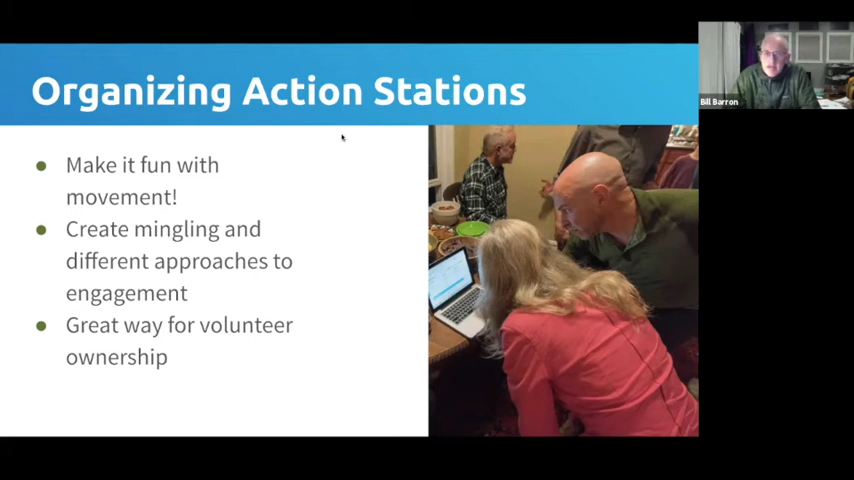 Organizing Action Stations
Bill Barron
● Make it fun with
movement!
● Create mingling and
different approaches to
engagement
● Great way for volunteer
ownership